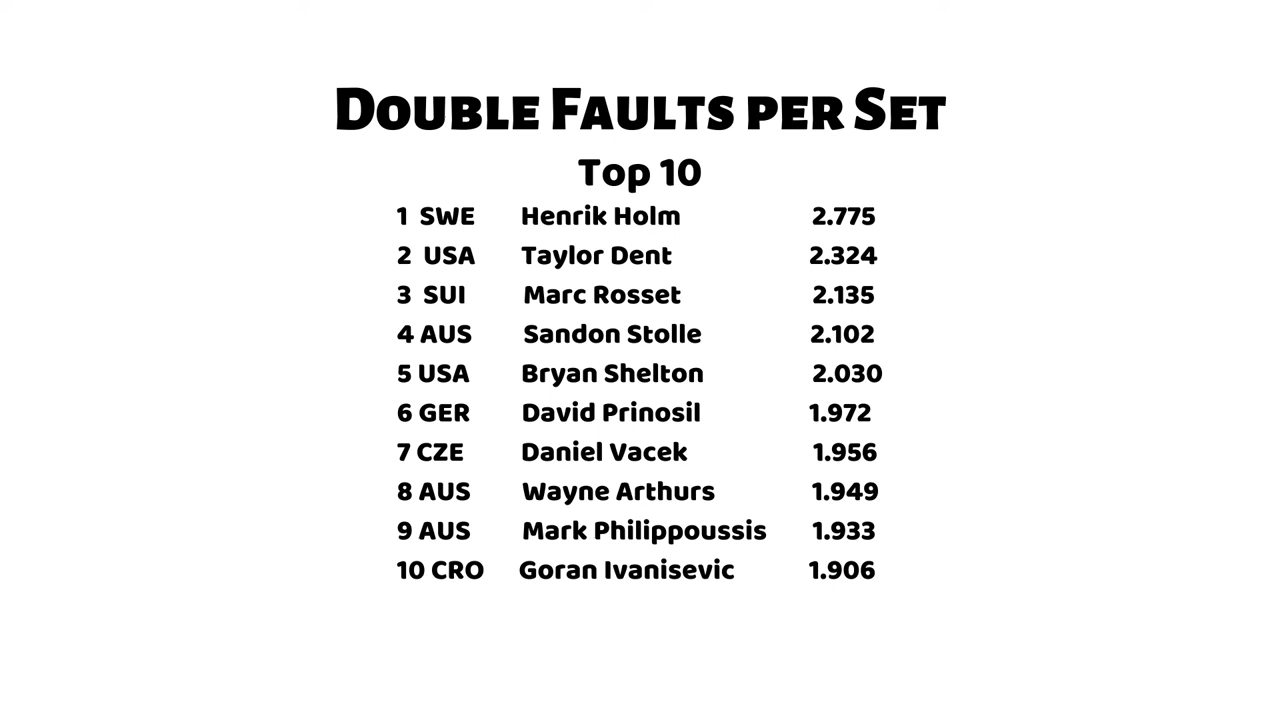 Double Faults per Set
Top 10
1 SWE Henrik Holm 2.775
2 USA Taylor Dent 2.324
3 SUI Marc Rosset 2.135
4 AUS Sandon Stolle 2.102
5 USA Bryan Shelton 2.030
6 GER David Prinosil 1.972
7 CZE Daniel Vacek 1.956
8 AUS Wayne Arthurs 1.949
9 AUS Mark Philippoussis 1.933
10 CRO Goran Ivanisevic 1.906